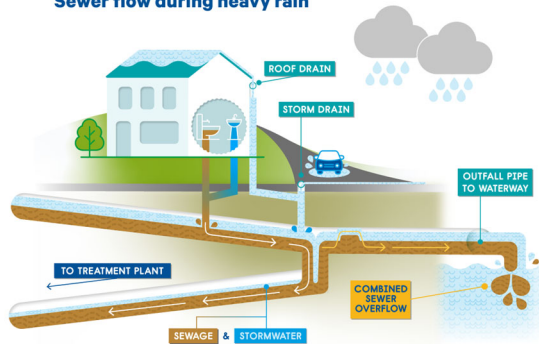 Sewer flow during heavy rain
ROOF DRAIN
STORM DRAIN
OUTFALL PIPE
TO WATERWAY
TO TREATMENT PLANT
COMBINED
SEWER
OVERFLOW
SEWAGE & STORMWATER